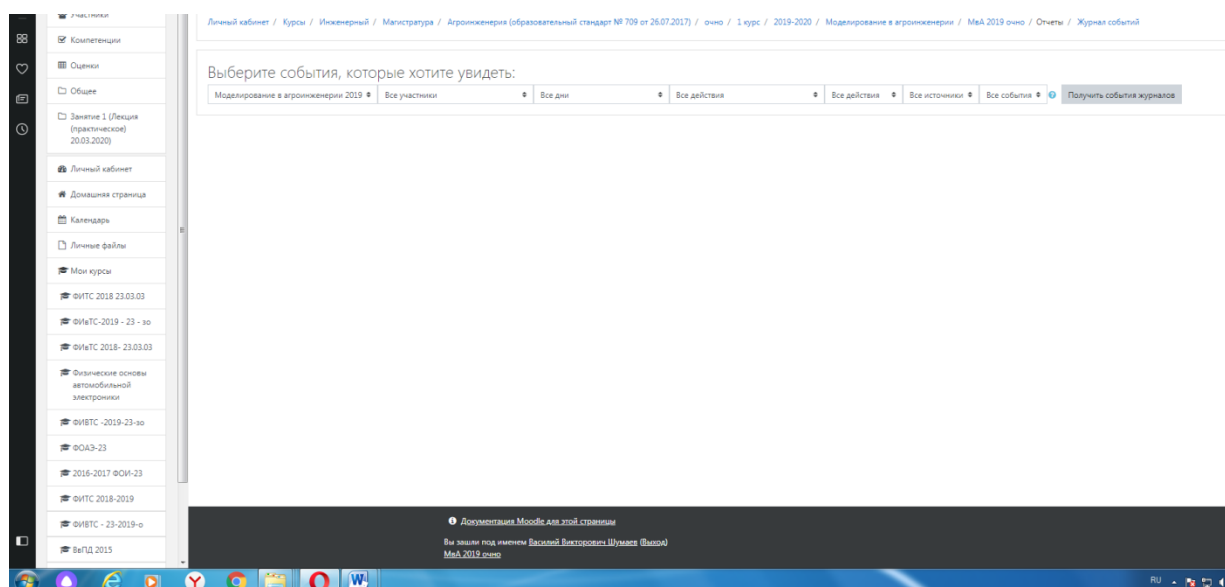 Участники
Компетенции
Оценки
Общее
Занятие 1 (Лекция
(практическое)
20.03.2020)
Личный кабинет
Домашняя страница
Календарь
Личные файлы
Мои курсы
ФИТС 2018 23.03.03
ФИвТС-2019 - 23 - зо
ФИвТС 2018- 23.03.03
Физические основы
автомобильной
электроники
ФИВТС -2019-23-зо
ФОАЭ-23
2016-2017 ФОИ-23
ФИТС 2018-2019
ФИВТС - 23-2019-о
ВвПД 2015
Личный кабинет / Курсы / Инженерный / Магистратура / Агроинженерия (образовательный стандарт № 709 от 26.07.2017) / очно / 1 курс / 2019-2020 / Моделирование в агроинженерии / МвА 2019 очно / Отчеты / Журнал событий
Выберите события, которые хотите увидеть:
Моделирование в агроинженерии 2019 Все участники Все дни Все действия Все действия Все источники Все события Получить события журналов
Документация Moodle для этой страницы
Вы зашли под именем Василий Викторович Шумаев (Выход)
МвА 2019 очно
RU